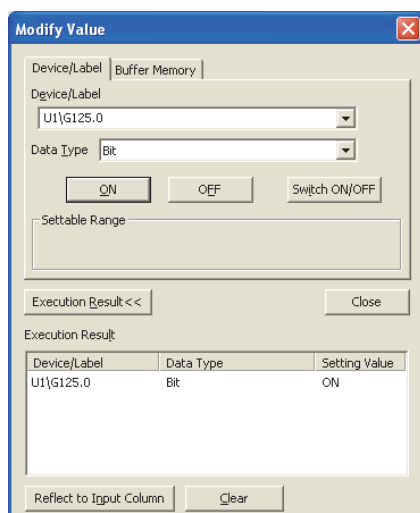 Modify Value
Device/Label Buffer Memory
Device/Label
U1\G125.0
Data Type Bit
ON OFF Switch ON/OFF
Settable Range
Execution Result<< Close
Execution Result
Device/Label Data Type Setting Value
U1\G125.0 Bit ON
Reflect to Input Column Clear